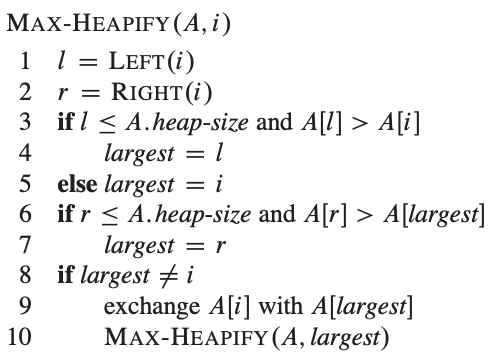 MAX-HEAPIFY(A, i)
1 l = LEFT(i)
2 r = RIGHT(i)
3 if l ≤ A.heap-size and A[l] > A[i]
4 largest = l
5 else largest = i
6 if r ≤ A.heap-size and A[r] > A[largest]
7 largest = r
8 if largest ≠ i
9 exchange A[i] with A[largest]
10 MAX-HEAPIFY(A, largest)